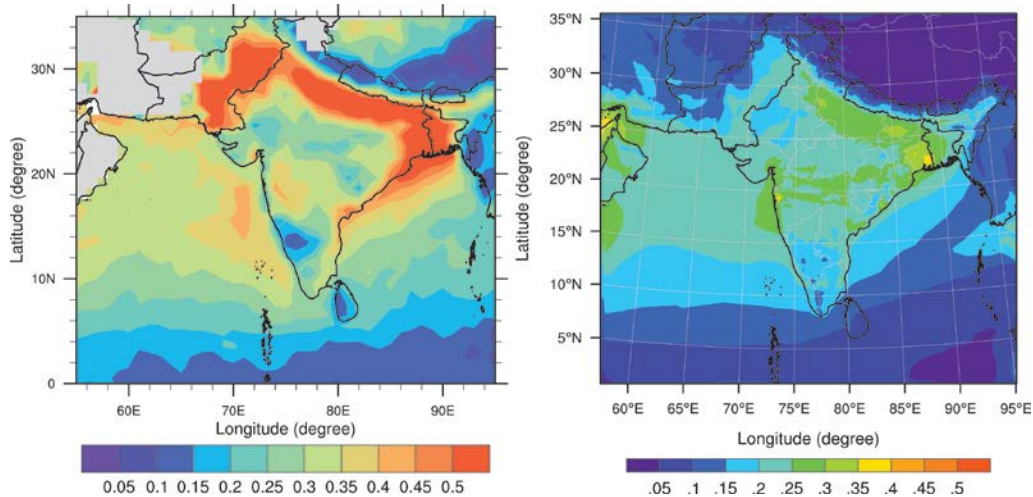 30N
20N
10N
0
Latitude (degree)
60E
70E
80E
90E
Longitude (degree)
0.05 0.1 0.15 0.2 0.25 0.3 0.35 0.4 0.45 0.5
35°N
30°N
25°N
20°N
15°N
10°N
5°N
Latitude (degree)
60°E 65°E 70°E 75°E 80°E 85°E 90°E 95°E
Longitude (degree)
.05 .1 .15 .2 .25 .3 .35 .4 .45 .5